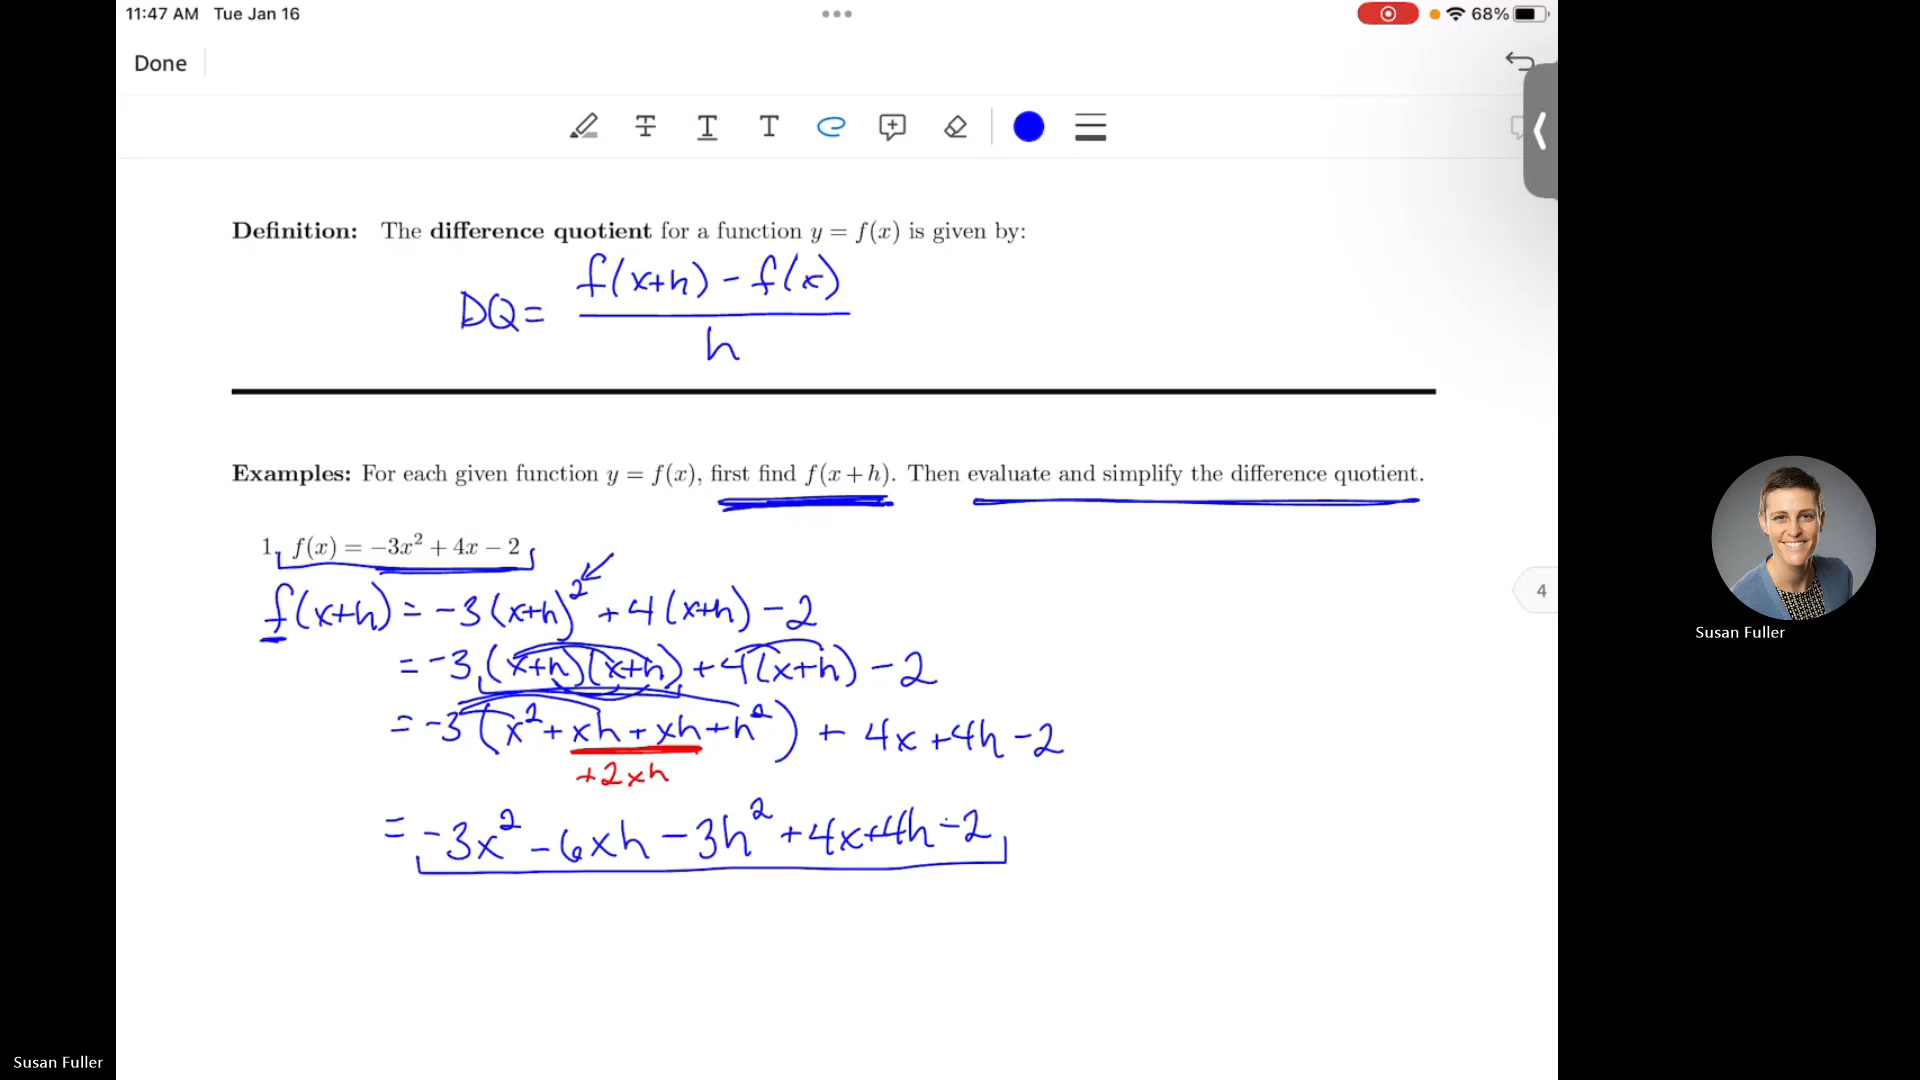 11:47 AM Tue Jan 16
68%
Done
Definition: The difference quotient for a function y = f(x) is given by:
DQ = f(x+h) - f(x) / h
Examples: For each given function y = f(x), first find f(x + h). Then evaluate and simplify the difference quotient.
1. f(x) = −3x² + 4x − 2
f(x+h) = -3(x+h)² + 4(x+h) - 2
= -3(x+h)(x+h) + 4(x+h) - 2
= -3(x² + xh + xh + h²) + 4x + 4h - 2
+2xh
= -3x² - 6xh - 3h² + 4x + 4h - 2
4
Susan Fuller
Susan Fuller